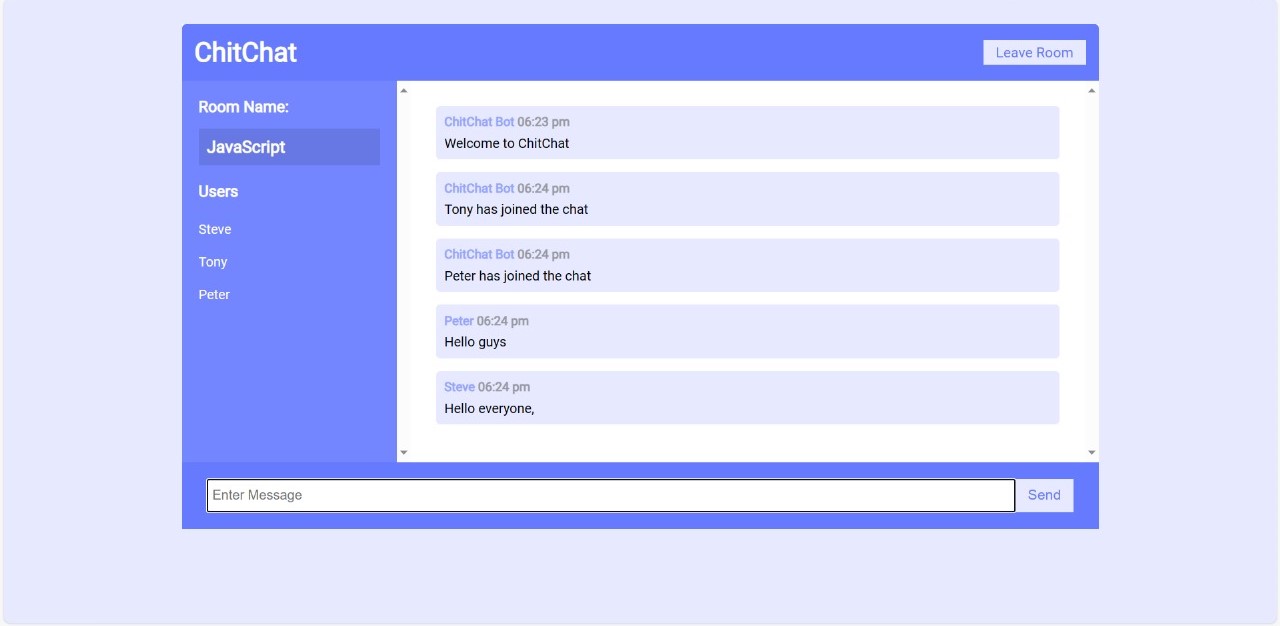 ChitChat
Leave Room
Room Name:
JavaScript
Users
Steve
Tony
Peter
ChitChat Bot 06:23 pm
Welcome to ChitChat
ChitChat Bot 06:24 pm
Tony has joined the chat
ChitChat Bot 06:24 pm
Peter has joined the chat
Peter 06:24 pm
Hello guys
Steve 06:24 pm
Hello everyone,
Enter Message
Send